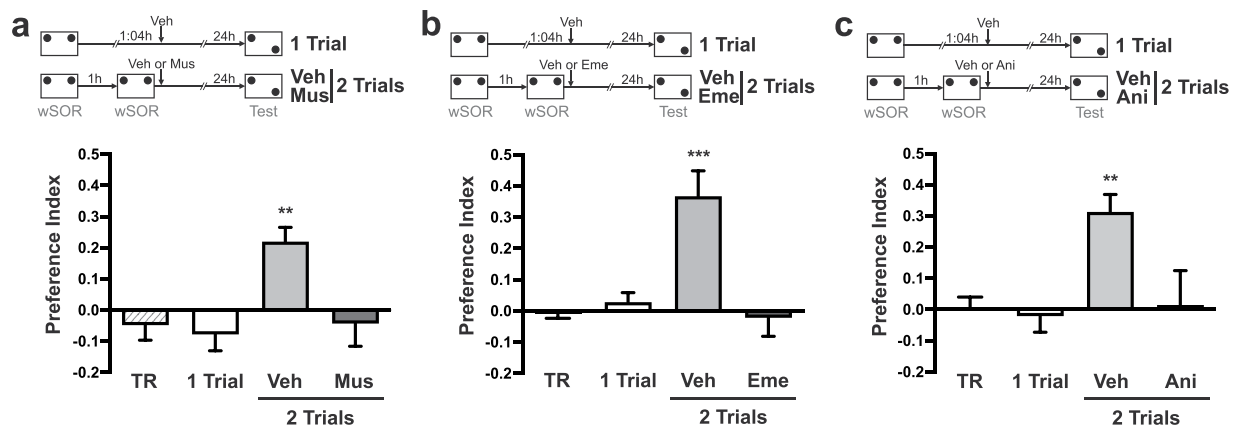 a
Veh
1:04h
24h
1 Trial
Veh or Mus
1h
24h
Veh
Mus
2 Trials
wSOR
wSOR
Test
Preference Index
0.5
0.4
0.3
0.2
0.1
0.0
-0.1
-0.2
**
TR
1 Trial
Veh
Mus
2 Trials
b
Veh
1:04h
24h
1 Trial
Veh or Eme
1h
24h
Veh
Eme
2 Trials
wSOR
wSOR
Test
Preference Index
0.5
0.4
0.3
0.2
0.1
0.0
-0.1
-0.2
***
TR
1 Trial
Veh
Eme
2 Trials
c
Veh
1:04h
24h
1 Trial
Veh or Ani
1h
24h
Veh
Ani
2 Trials
wSOR
wSOR
Test
Preference Index
0.5
0.4
0.3
0.2
0.1
0.0
-0.1
-0.2
**
TR
1 Trial
Veh
Ani
2 Trials